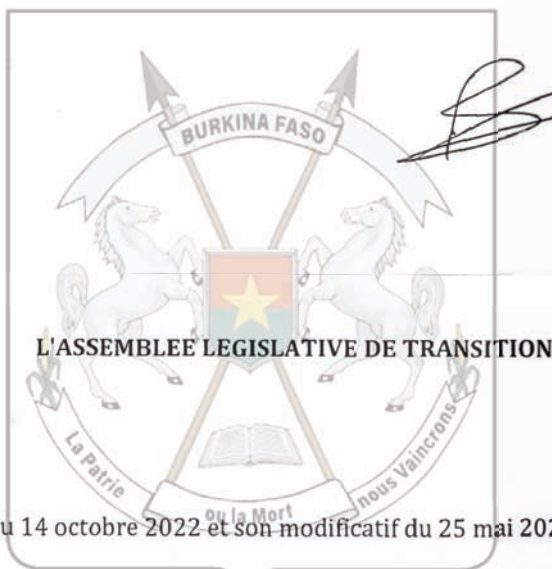 BURKINA FASO
L'ASSEMBLEE LEGISLATIVE DE TRANSITION
La Patrie
ou la Mort
nous Vaincrons
u 14 octobre 2022 et son modificatif du 25 mai 202